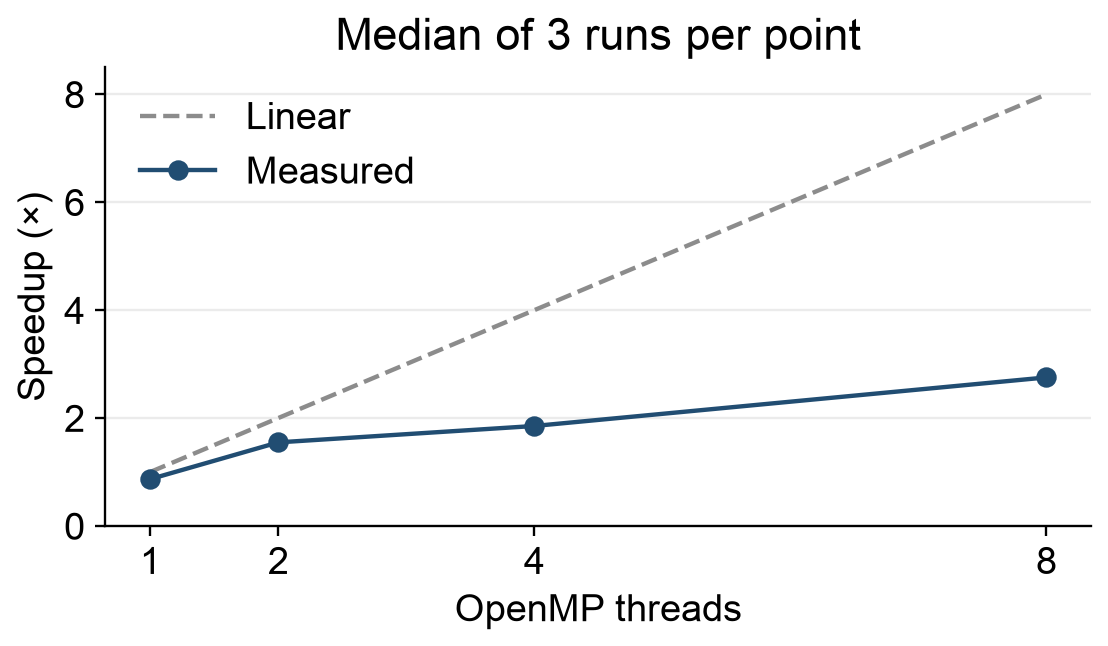 Median of 3 runs per point
8
6
4
2
0
Speedup (×)
Linear
Measured
1 2 4 8
OpenMP threads